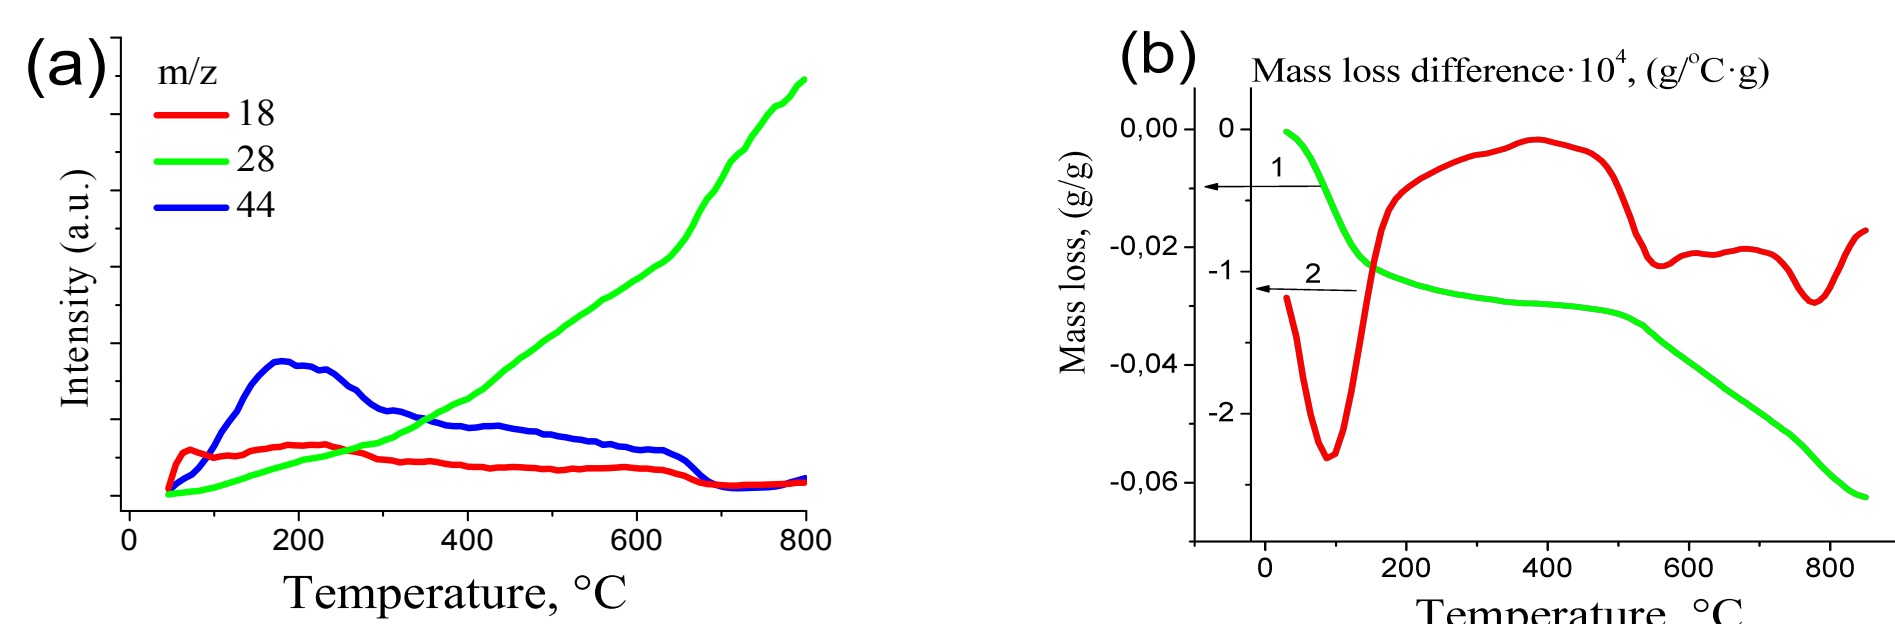 (a)
m/z
18
28
44
Intensity (a.u.)
0 200 400 600 800
Temperature, °C
(b)
Mass loss difference·10⁴, (g/°C·g)
Mass loss, (g/g)
0,00
-0,02
-0,04
-0,06
0
-1
-2
1
2
0 200 400 600 800
Temperature, °C